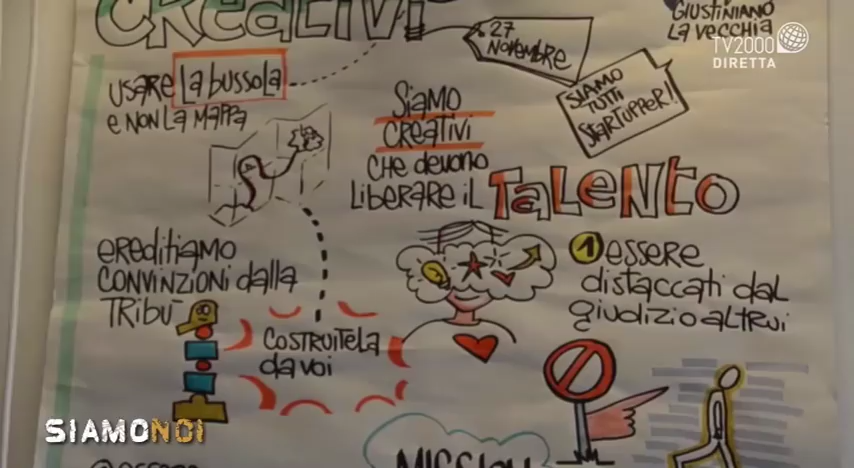 CREATIVI
27
NOVEMBRE
GIUSTINIANO
LA VECCHIA
TV2000
DIRETTA
USARE La bussola
e NON LA MAPPA
SIAMO
TUTTI
STARTUPPER!
Siamo
CREATIVI
CHe devono
LIBERARE iL TaLeNto
eREDITIAMO
CONVINZIONI dalla
TRIBÙ
1 essere
distaccati dal
giudizio altrui
COSTRUITELA
da voi
SIAMONOI
MISSION